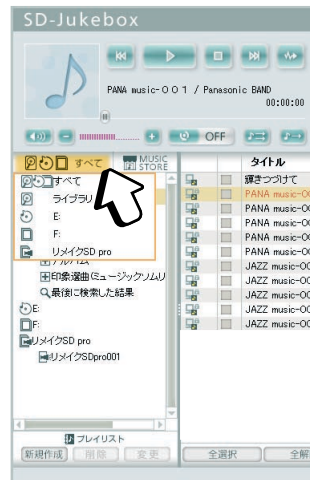 SD-Jukebox
PANA music-001 / Panasonic BAND
00:00:00
OFF
すべて
MUSIC
STORE
すべて
ライブラリ
E:
F:
リメイクSD pro
アルバム
印象選曲(ミュージックソムリ
最後に検索した結果
E:
F:
リメイクSD pro
リメイクSDpro001
プレイリスト
新規作成 削除 変更
タイトル
輝きつづけて
PANA music-00
PANA music-00
PANA music-00
PANA music-00
PANA music-00
JAZZ music-00
JAZZ music-00
JAZZ music-00
JAZZ music-00
全選択 全解